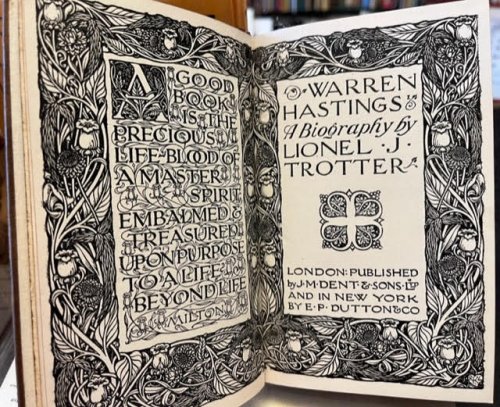 A GOOD
BOOK
IS THE
PRECIOUS
LIFE-BLOOD OF
A MASTER
SPIRIT,
EMBALMED &
TREASURED
UPON PURPOSE
TO A LIFE
BEYOND LIFE
MILTON
WARREN
HASTINGS
A Biography by
LIONEL · J ·
TROTTER
LONDON: PUBLISHED
by J·M·DENT·&·SONS·Lᵀᴰ
AND IN NEW YORK
BY E·P·DUTTON&CO